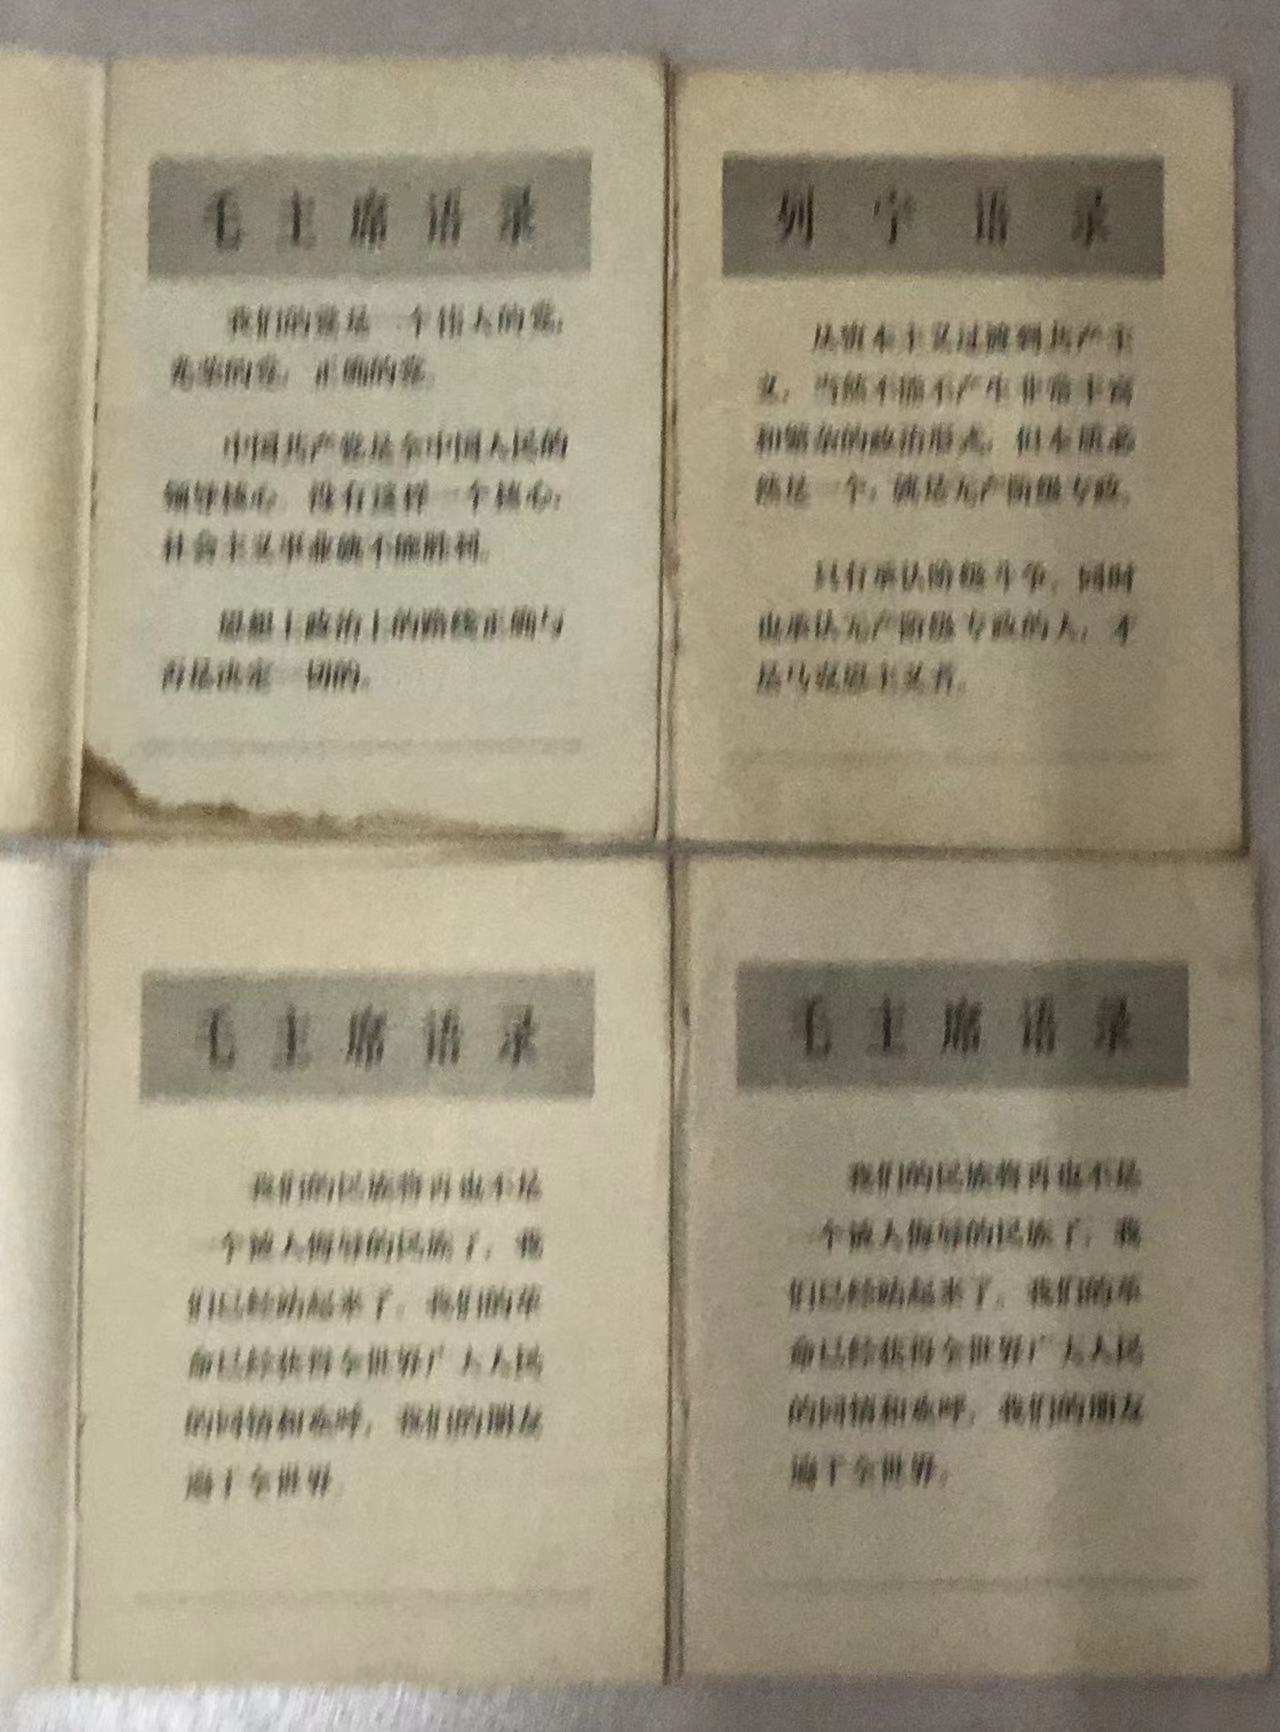 毛主席语录
我们的党是一个伟大的党，
光荣的党，正确的党。
中国共产党是全中国人民的
领导核心。没有这样一个核心，
社会主义事业就不能胜利。
思想上政治上的路线正确与
否是决定一切的。
列宁语录
从资本主义过渡到共产主
义，当然不能不产生非常丰富
和繁杂的政治形式，但本质必
然是一个，就是无产阶级专政。
只有承认阶级斗争、同时
也承认无产阶级专政的人，才
是马克思主义者。
毛主席语录
我们的民族将再也不是
一个被人侮辱的民族了，我
们已经站起来了。我们的革
命已经获得全世界广大人民
的同情和欢呼，我们的朋友
遍于全世界。
毛主席语录
我们的民族将再也不是
一个被人侮辱的民族了，我
们已经站起来了。我们的革
命已经获得全世界广大人民
的同情和欢呼，我们的朋友
遍于全世界。